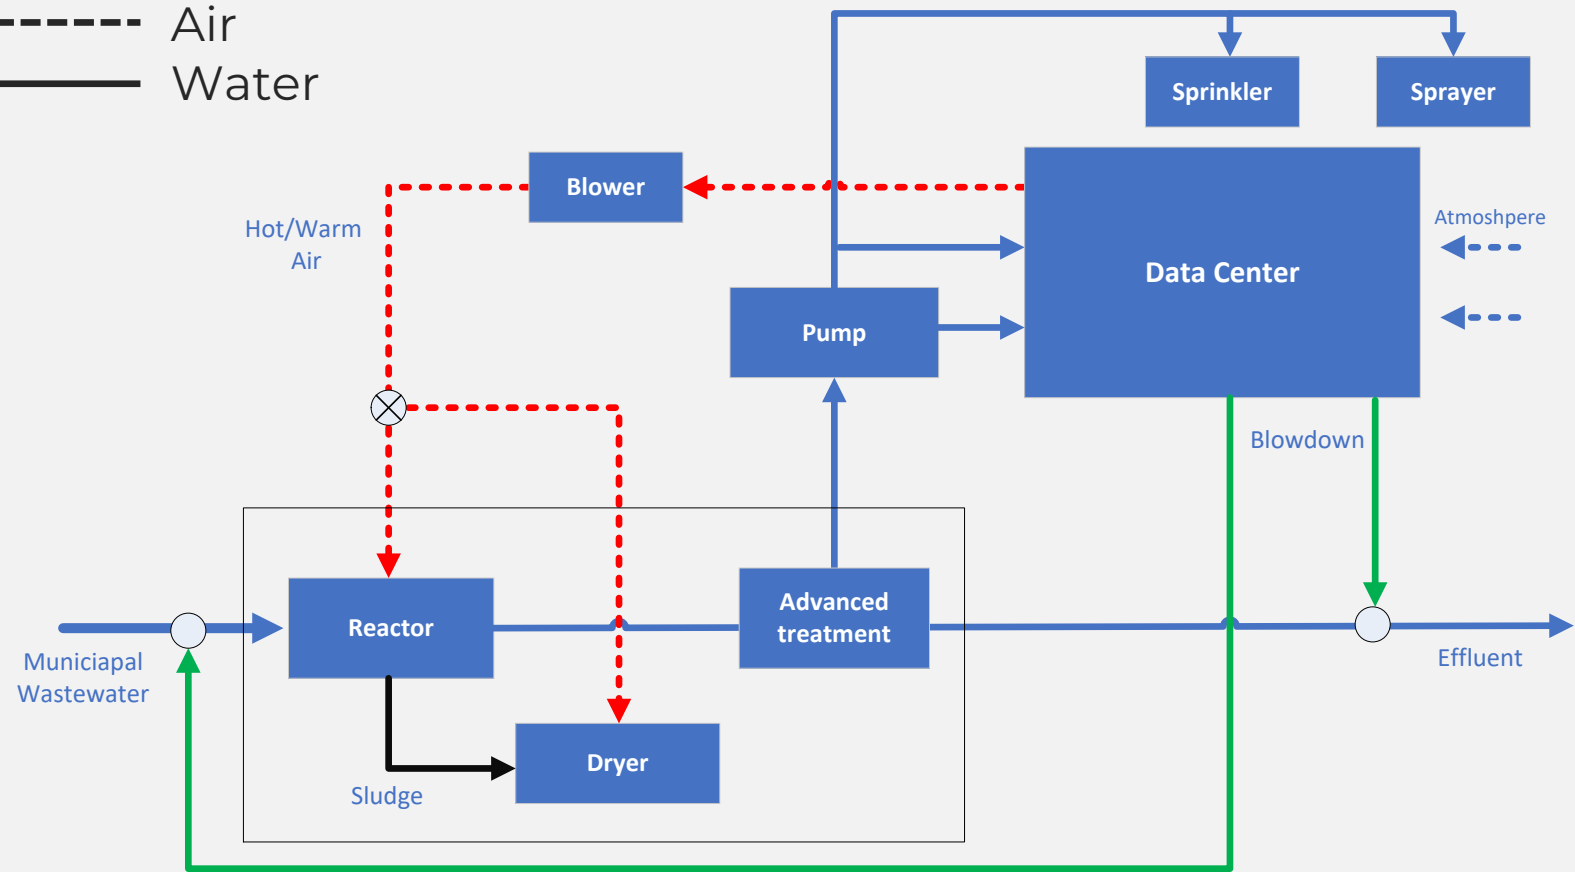 Air
Water
Sprinkler
Sprayer
Blower
Atmoshpere
Hot/Warm
Air
Data Center
Pump
Blowdown
Advanced
treatment
Reactor
Municiapal
Wastewater
Effluent
Dryer
Sludge